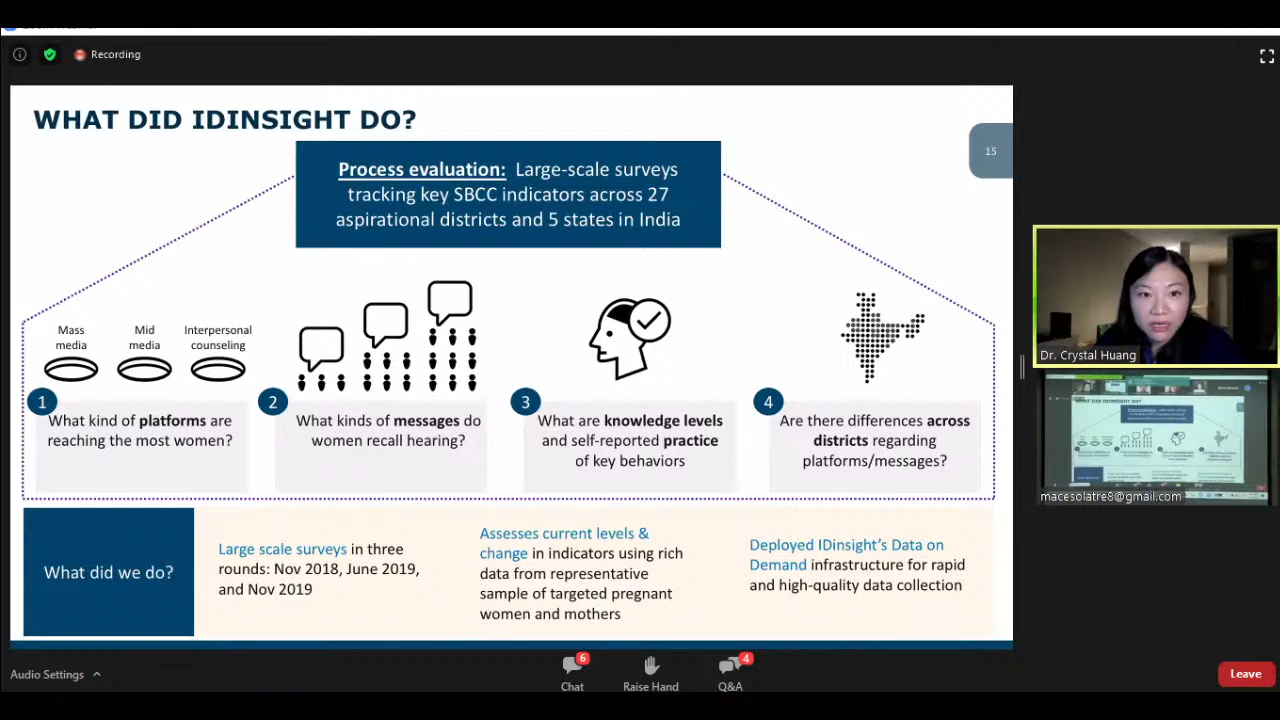 Recording
WHAT DID IDINSIGHT DO?
15
Process evaluation: Large-scale surveys
tracking key SBCC indicators across 27
aspirational districts and 5 states in India
Mass
media
Mid
media
Interpersonal
counseling
1
What kind of platforms are
reaching the most women?
2
What kinds of messages do
women recall hearing?
3
What are knowledge levels
and self-reported practice
of key behaviors
4
Are there differences across
districts regarding
platforms/messages?
What did we do?
Large scale surveys in three
rounds: Nov 2018, June 2019,
and Nov 2019
Assesses current levels &
change in indicators using rich
data from representative
sample of targeted pregnant
women and mothers
Deployed IDinsight's Data on
Demand infrastructure for rapid
and high-quality data collection
Dr. Crystal Huang
WHAT DID IDINSIGHT DO?
macesolatre8@gmail.com
Audio Settings
6
Chat
Raise Hand
4
Q&A
Leave